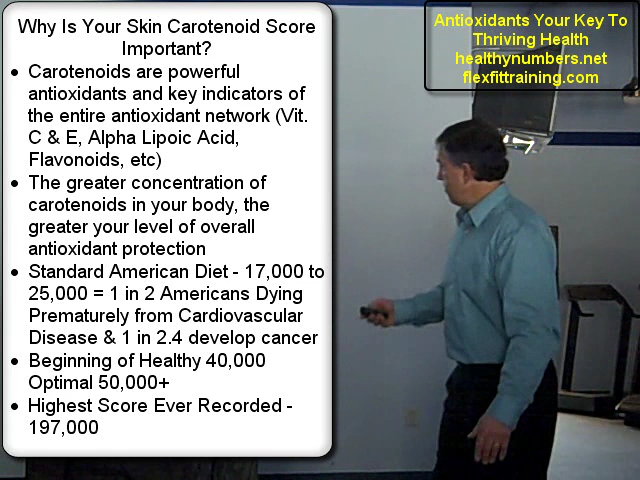 Why Is Your Skin Carotenoid Score
Important?
• Carotenoids are powerful
antioxidants and key indicators of
the entire antioxidant network (Vit.
C & E, Alpha Lipoic Acid,
Flavonoids, etc)
• The greater concentration of
carotenoids in your body, the
greater your level of overall
antioxidant protection
• Standard American Diet - 17,000 to
25,000 = 1 in 2 Americans Dying
Prematurely from Cardiovascular
Disease & 1 in 2.4 develop cancer
• Beginning of Healthy 40,000
Optimal 50,000+
• Highest Score Ever Recorded -
197,000
Antioxidants Your Key To
Thriving Health
healthynumbers.net
flexfittraining.com